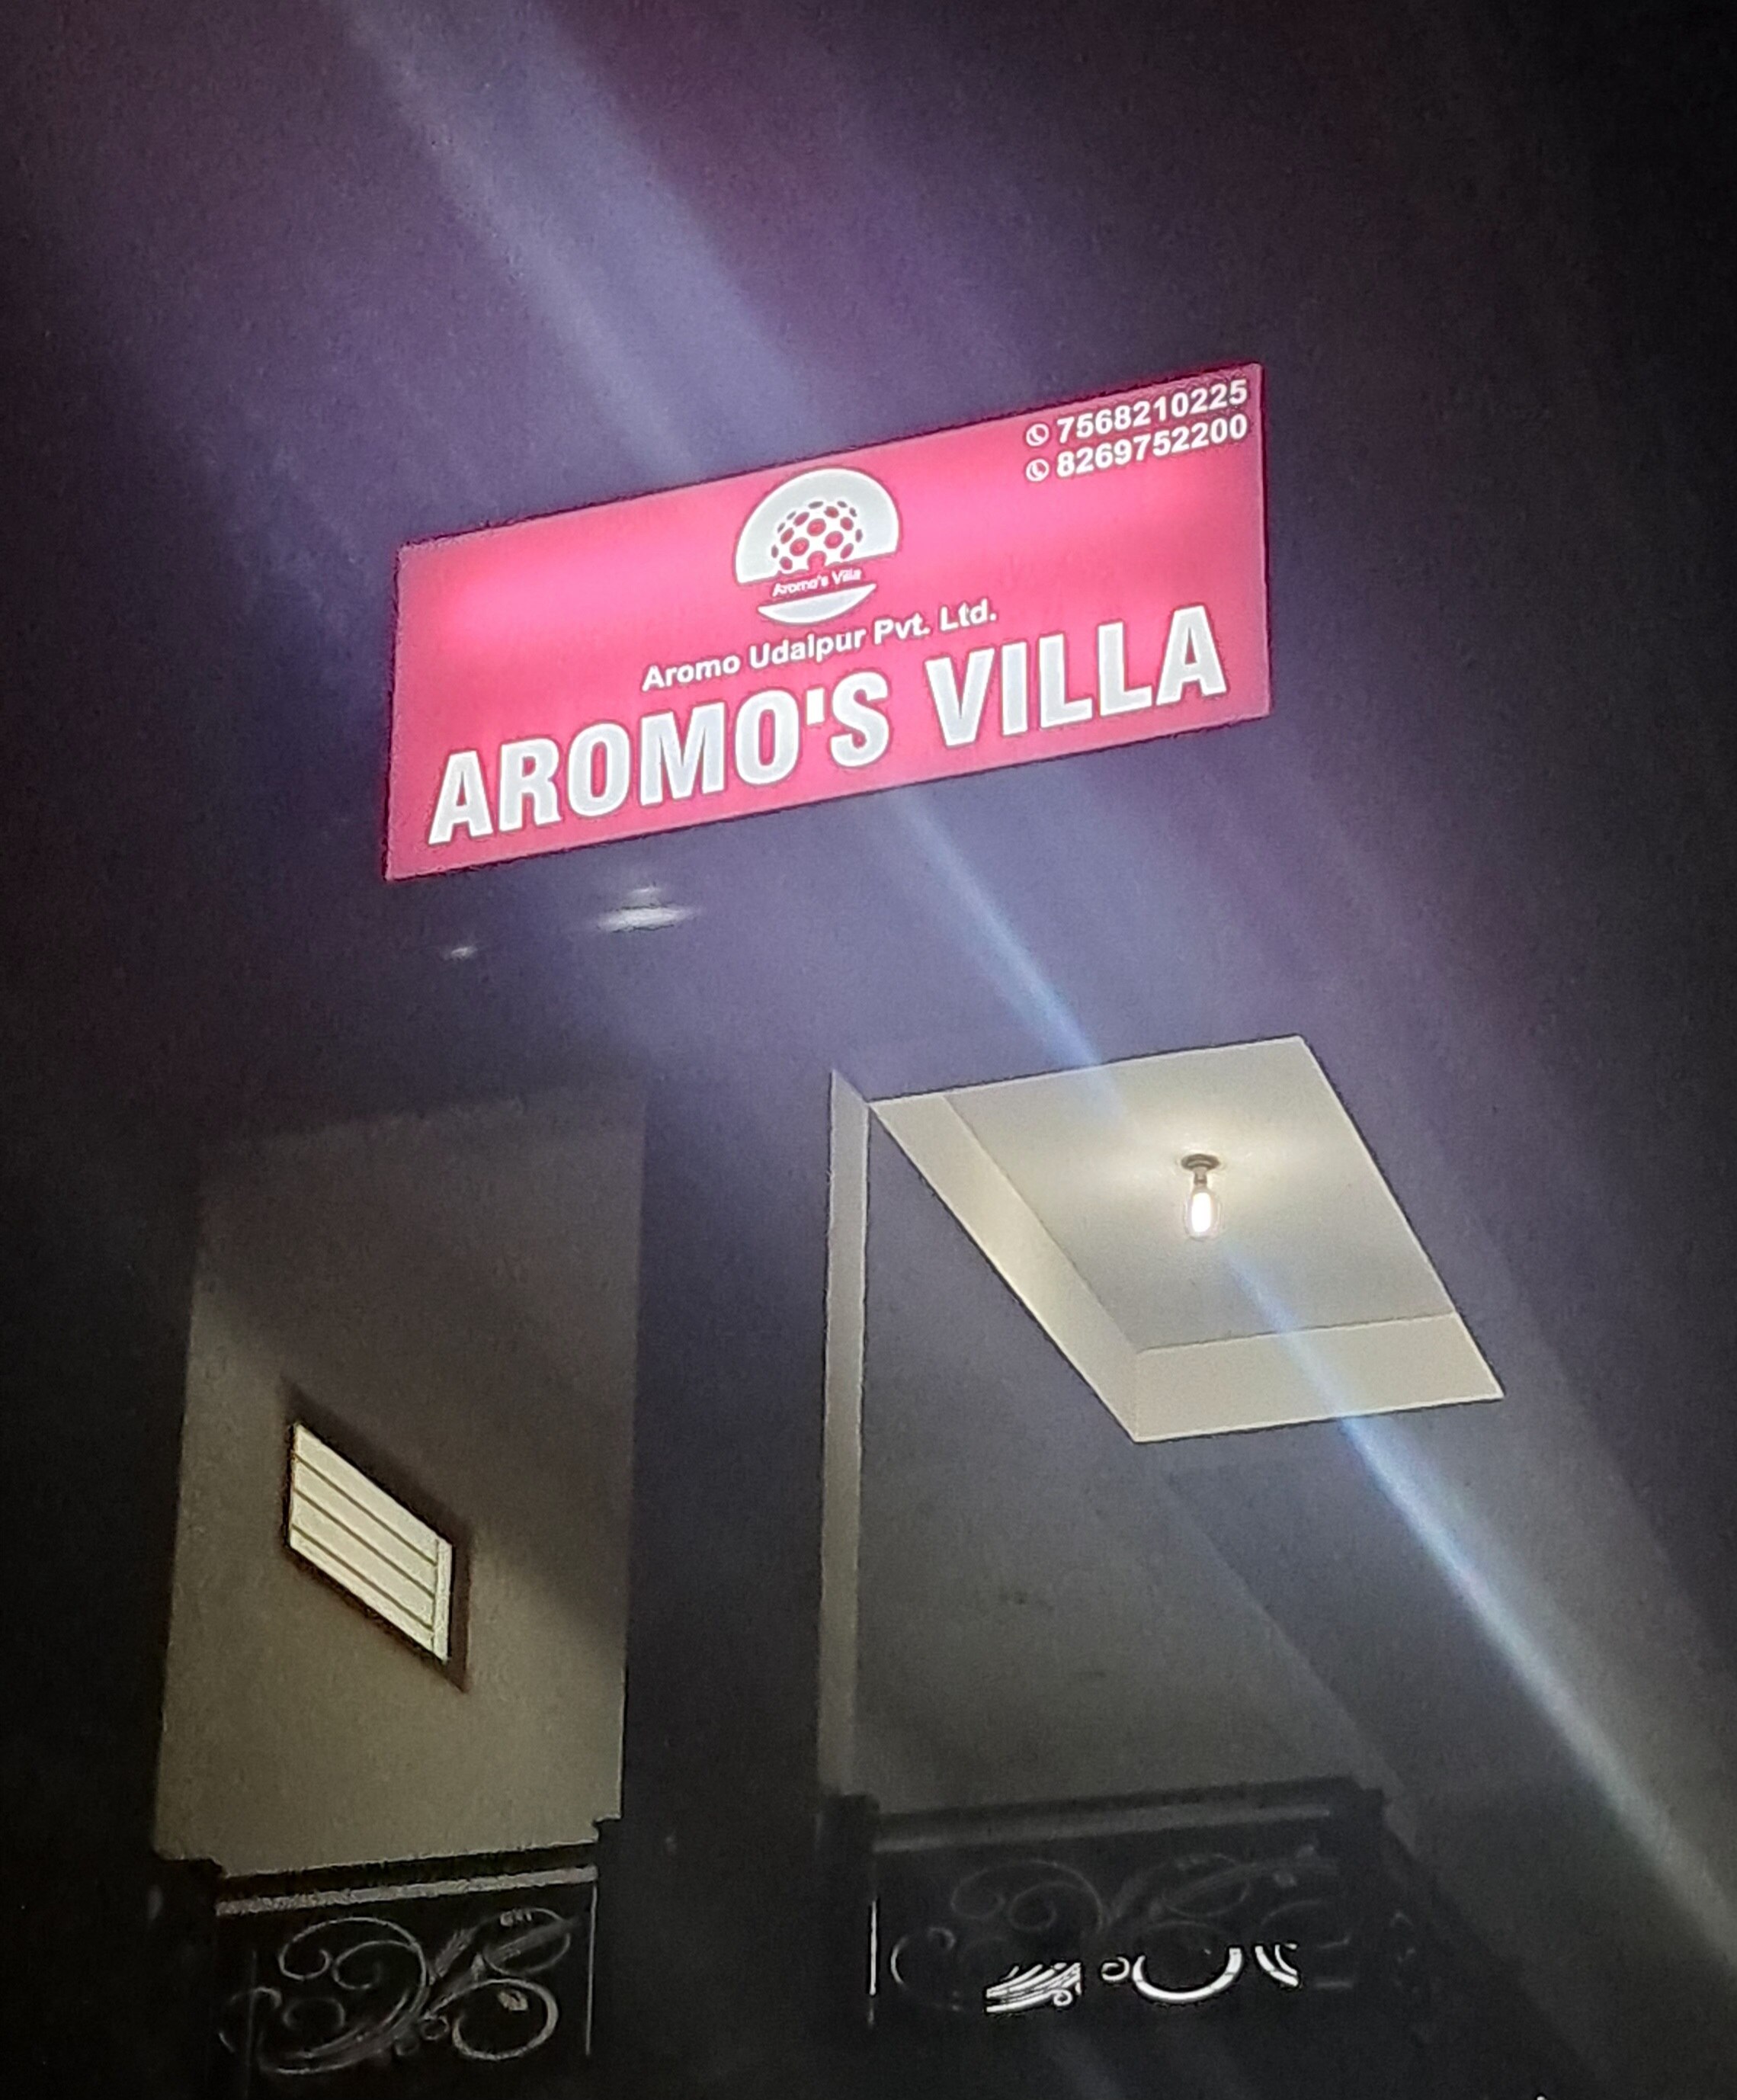 7568210225
8269752200
Aromo's Villa
Aromo Udaipur Pvt. Ltd.
AROMO'S VILLA